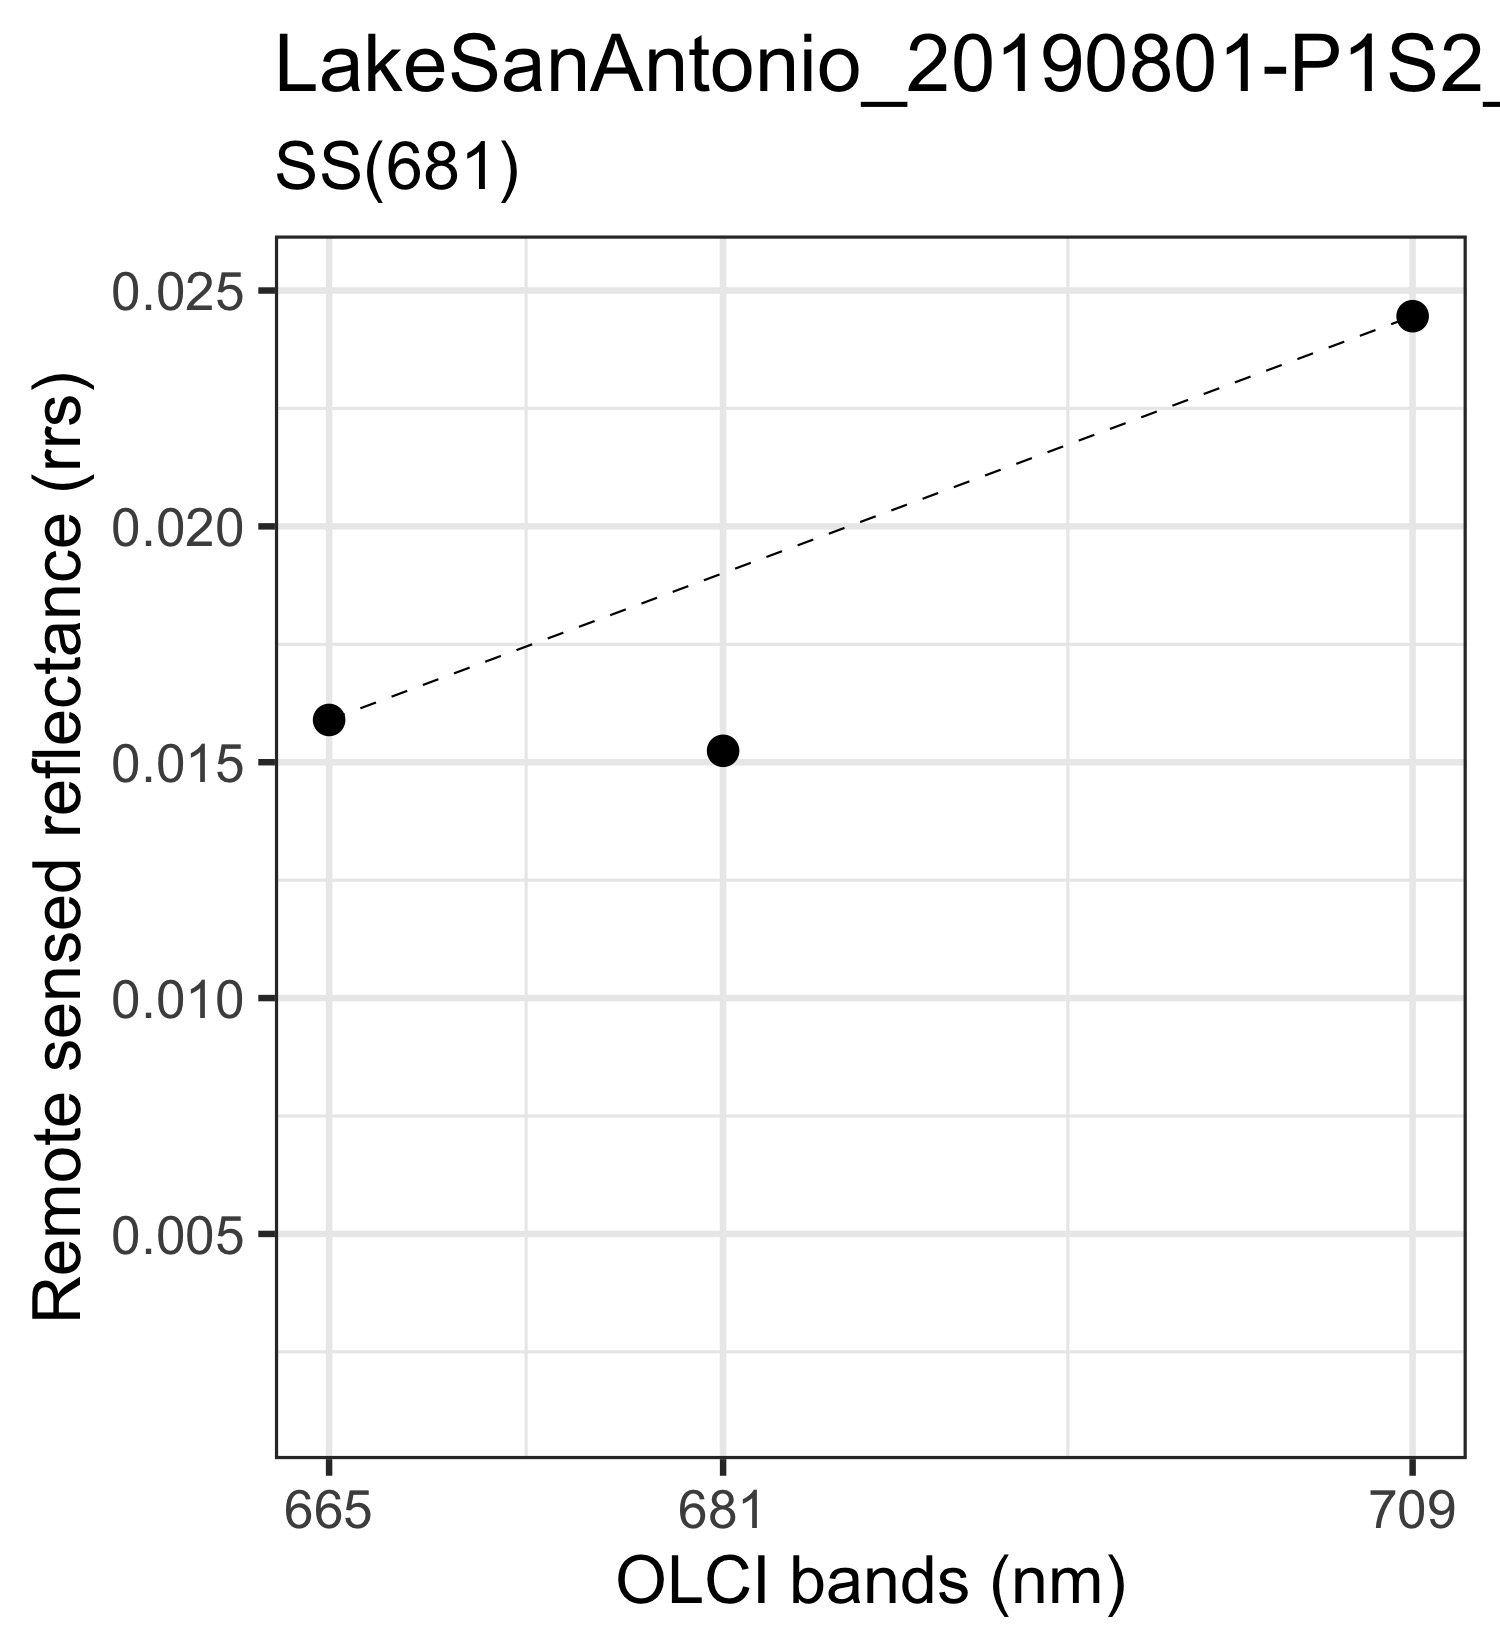 LakeSanAntonio_20190801-P1S2_
SS(681)
Remote sensed reflectance (rrs)
0.025
0.020
0.015
0.010
0.005
665 681 709
OLCI bands (nm)